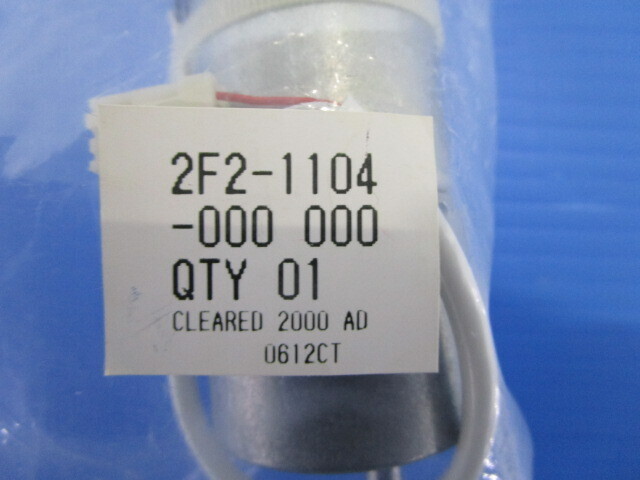 2F2-1104
-000 000
QTY 01
CLEARED 2000 AD
0612CT